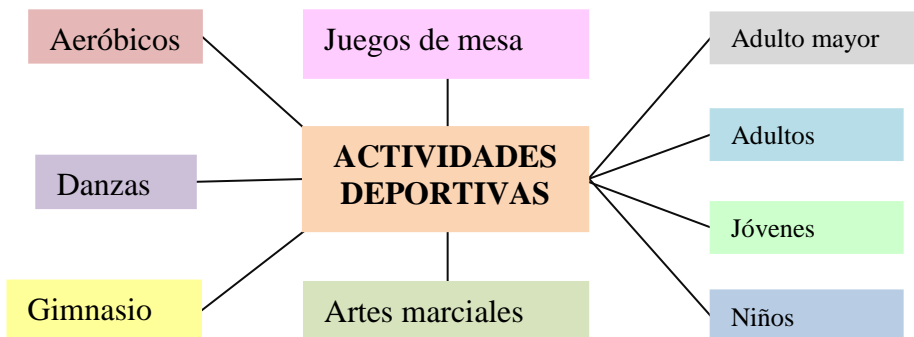 Aeróbicos
Juegos de mesa
Adulto mayor
ACTIVIDADES
DEPORTIVAS
Adultos
Danzas
Jóvenes
Gimnasio
Artes marciales
Niños